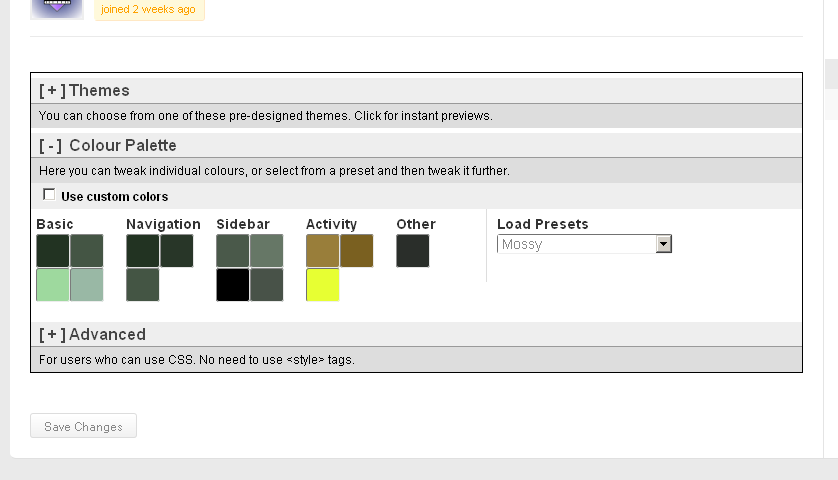 joined 2 weeks ago
[ + ] Themes
You can choose from one of these pre-designed themes. Click for instant previews.
[ - ] Colour Palette
Here you can tweak individual colours, or select from a preset and then tweak it further.
Use custom colors
Basic Navigation Sidebar Activity Other Load Presets
Mossy
[ + ] Advanced
For users who can use CSS. No need to use <style> tags.
Save Changes